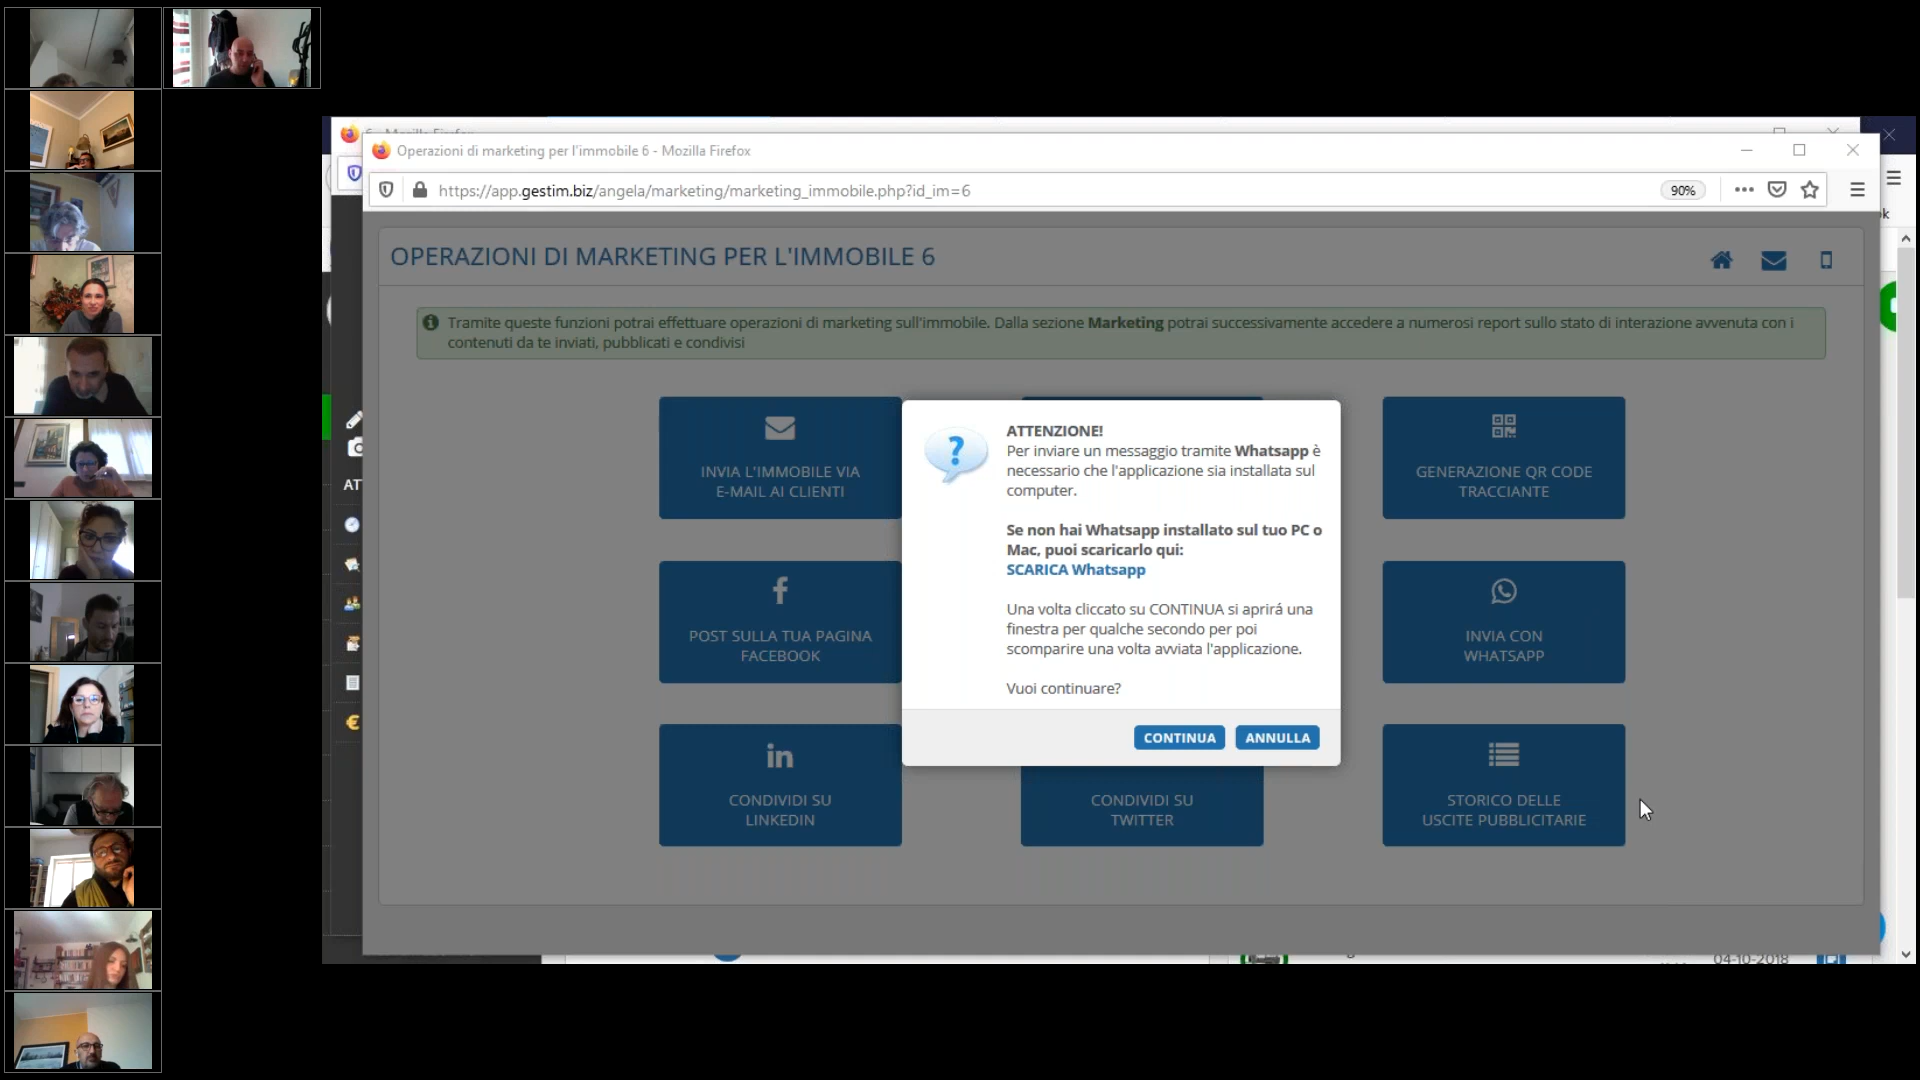 Operazioni di marketing per l'immobile 6 - Mozilla Firefox
https://app.gestim.biz/angela/marketing/marketing_immobile.php?id_im=6
90%
OPERAZIONI DI MARKETING PER L'IMMOBILE 6
Tramite queste funzioni potrai effettuare operazioni di marketing sull'immobile. Dalla sezione Marketing potrai successivamente accedere a numerosi report sullo stato di interazione avvenuta con i
contenuti da te inviati, pubblicati e condivisi
INVIA L'IMMOBILE VIA
E-MAIL AI CLIENTI
GENERAZIONE QR CODE
TRACCIANTE
AT
POST SULLA TUA PAGINA
FACEBOOK
INVIA CON
WHATSAPP
CONDIVIDI SU
LINKEDIN
CONDIVIDI SU
TWITTER
STORICO DELLE
USCITE PUBBLICITARIE
ATTENZIONE!
Per inviare un messaggio tramite Whatsapp è
necessario che l'applicazione sia installata sul
computer.
Se non hai Whatsapp installato sul tuo PC o
Mac, puoi scaricarlo qui:
SCARICA Whatsapp
Una volta cliccato su CONTINUA si aprirá una
finestra per qualche secondo per poi
scomparire una volta avviata l'applicazione.
Vuoi continuare?
CONTINUA
ANNULLA
04-10-2018